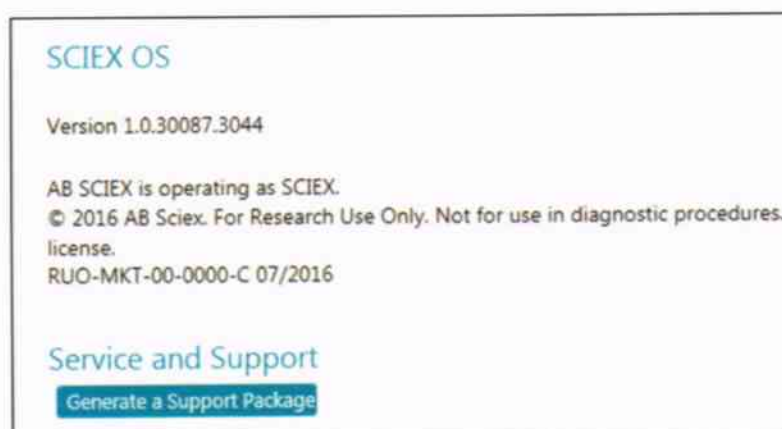 SCIEX OS
Version 1.0.30087.3044
AB SCIEX is operating as SCIEX.
© 2016 AB Sciex. For Research Use Only. Not for use in diagnostic procedures.
license.
RUO-MKT-00-0000-C 07/2016
Service and Support
Generate a Support Package